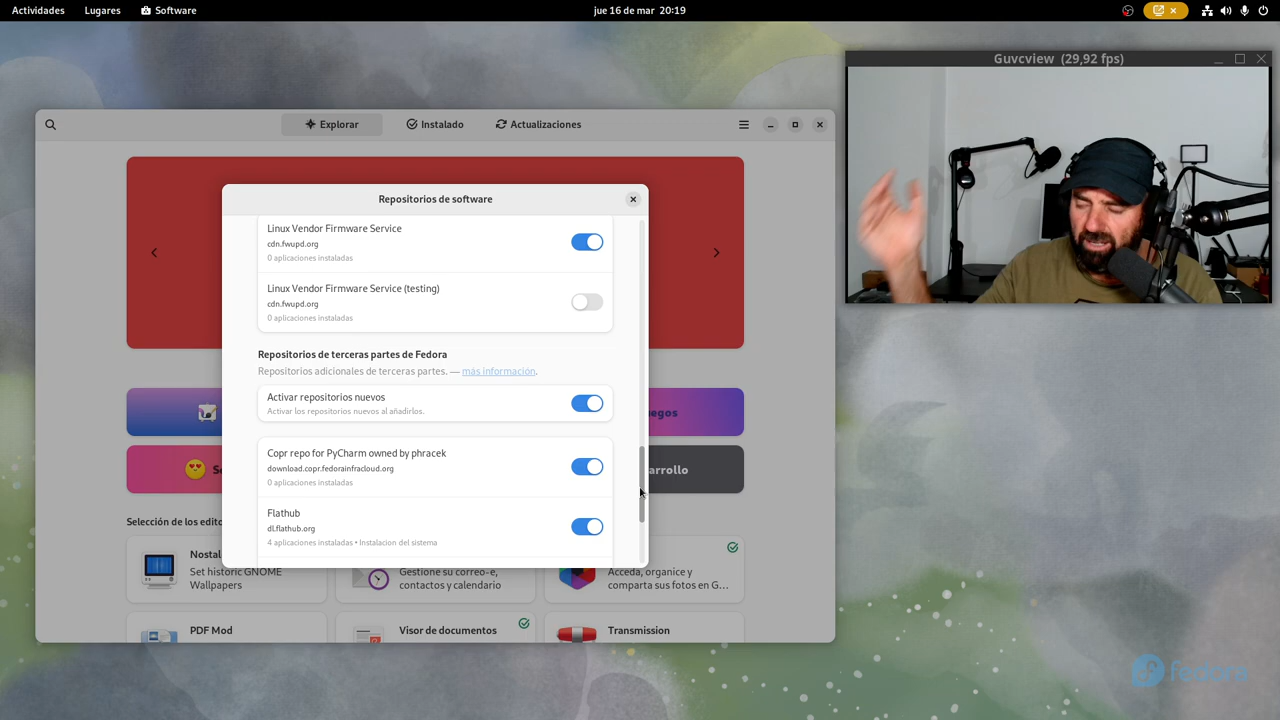 Actividades
Lugares
Software
jue 16 de mar 20:19
Guvcview (29,92 fps)
Explorar
Instalado
Actualizaciones
Repositorios de software
Linux Vendor Firmware Service
cdn.fwupd.org
0 aplicaciones instaladas
Linux Vendor Firmware Service (testing)
cdn.fwupd.org
0 aplicaciones instaladas
Repositorios de terceras partes de Fedora
Repositorios adicionales de terceras partes. — más información.
Activar repositorios nuevos
Activar los repositorios nuevos al añadirlos.
Copr repo for PyCharm owned by phracek
download.copr.fedorainfracloud.org
0 aplicaciones instaladas
Flathub
dl.flathub.org
4 aplicaciones instaladas • Instalacion del sistema
egos
arrollo
Selección de los edito
Nostal
Set historic GNOME
Wallpapers
Gestione su correo-e,
contactos y calendario
Acceda, organice y
comparta sus fotos en G…
PDF Mod
Visor de documentos
Transmission
fedora